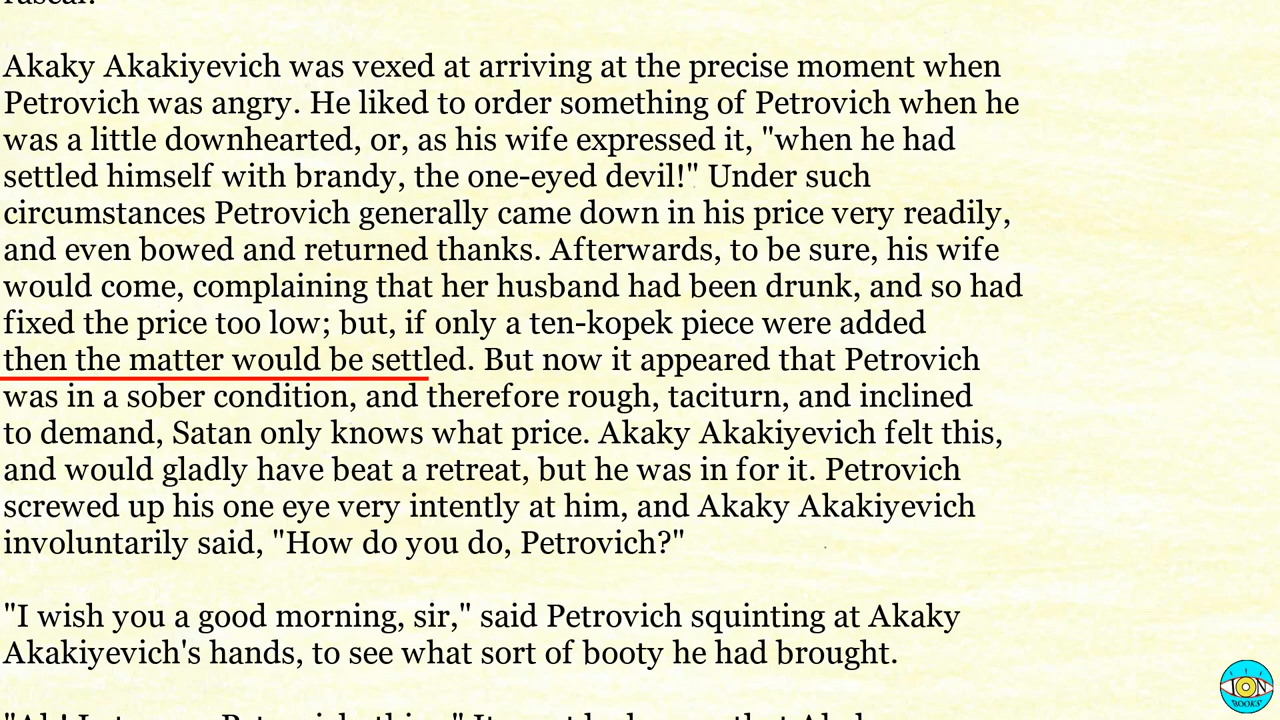 rascal!"
Akaky Akakiyevich was vexed at arriving at the precise moment when
Petrovich was angry. He liked to order something of Petrovich when he
was a little downhearted, or, as his wife expressed it, "when he had
settled himself with brandy, the one-eyed devil!" Under such
circumstances Petrovich generally came down in his price very readily,
and even bowed and returned thanks. Afterwards, to be sure, his wife
would come, complaining that her husband had been drunk, and so had
fixed the price too low; but, if only a ten-kopek piece were added
then the matter would be settled. But now it appeared that Petrovich
was in a sober condition, and therefore rough, taciturn, and inclined
to demand, Satan only knows what price. Akaky Akakiyevich felt this,
and would gladly have beat a retreat, but he was in for it. Petrovich
screwed up his one eye very intently at him, and Akaky Akakiyevich
involuntarily said, "How do you do, Petrovich?"
"I wish you a good morning, sir," said Petrovich squinting at Akaky
Akakiyevich's hands, to see what sort of booty he had brought.
ION
BOOKS